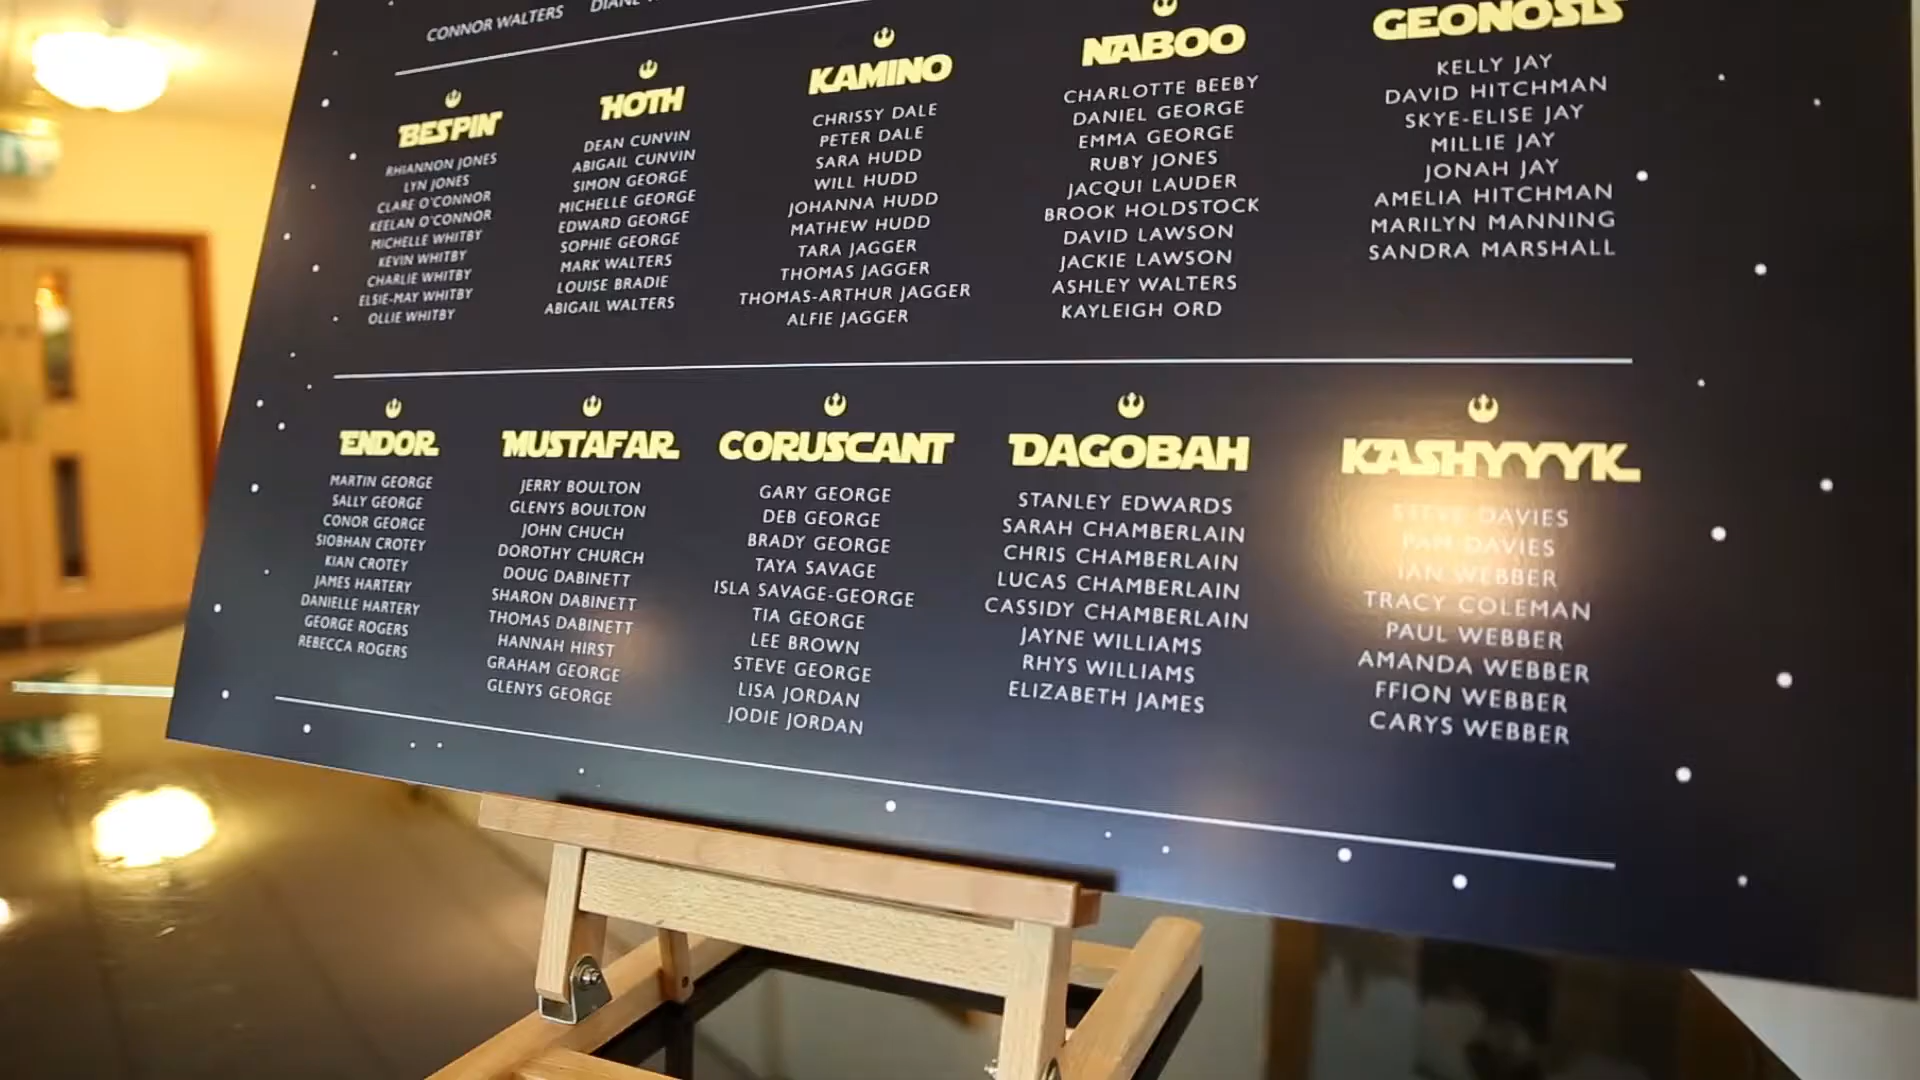 CONNOR WALTERS
BESPIN
RHIANNON JONES
LYN JONES
CLARE O'CONNOR
KEELAN O'CONNOR
MICHELLE WHITBY
KEVIN WHITBY
CHARLIE WHITBY
ELSIE-MAY WHITBY
OLLIE WHITBY
HOTH
DEAN CUNVIN
ABIGAIL CUNVIN
SIMON GEORGE
MICHELLE GEORGE
EDWARD GEORGE
SOPHIE GEORGE
MARK WALTERS
LOUISE BRADIE
ABIGAIL WALTERS
KAMINO
CHRISSY DALE
PETER DALE
SARA HUDD
WILL HUDD
JOHANNA HUDD
MATHEW HUDD
TARA JAGGER
THOMAS JAGGER
THOMAS-ARTHUR JAGGER
ALFIE JAGGER
NABOO
CHARLOTTE BEEBY
DANIEL GEORGE
EMMA GEORGE
RUBY JONES
JACQUI LAUDER
BROOK HOLDSTOCK
DAVID LAWSON
JACKIE LAWSON
ASHLEY WALTERS
KAYLEIGH ORD
GEONOSIS
KELLY JAY
DAVID HITCHMAN
SKYE-ELISE JAY
MILLIE JAY
JONAH JAY
AMELIA HITCHMAN
MARILYN MANNING
SANDRA MARSHALL
ENDOR
MARTIN GEORGE
SALLY GEORGE
CONOR GEORGE
SIOBHAN CROTEY
KIAN CROTEY
JAMES HARTERY
DANIELLE HARTERY
GEORGE ROGERS
REBECCA ROGERS
MUSTAFAR
JERRY BOULTON
GLENYS BOULTON
JOHN CHUCH
DOROTHY CHURCH
DOUG DABINETT
SHARON DABINETT
THOMAS DABINETT
HANNAH HIRST
GRAHAM GEORGE
GLENYS GEORGE
CORUSCANT
GARY GEORGE
DEB GEORGE
BRADY GEORGE
TAYA SAVAGE
ISLA SAVAGE-GEORGE
TIA GEORGE
LEE BROWN
STEVE GEORGE
LISA JORDAN
JODIE JORDAN
DAGOBAH
STANLEY EDWARDS
SARAH CHAMBERLAIN
CHRIS CHAMBERLAIN
LUCAS CHAMBERLAIN
CASSIDY CHAMBERLAIN
JAYNE WILLIAMS
RHYS WILLIAMS
ELIZABETH JAMES
KASHYYYK
STEVE DAVIES
PAM DAVIES
IAN WEBBER
TRACY COLEMAN
PAUL WEBBER
AMANDA WEBBER
FFION WEBBER
CARYS WEBBER